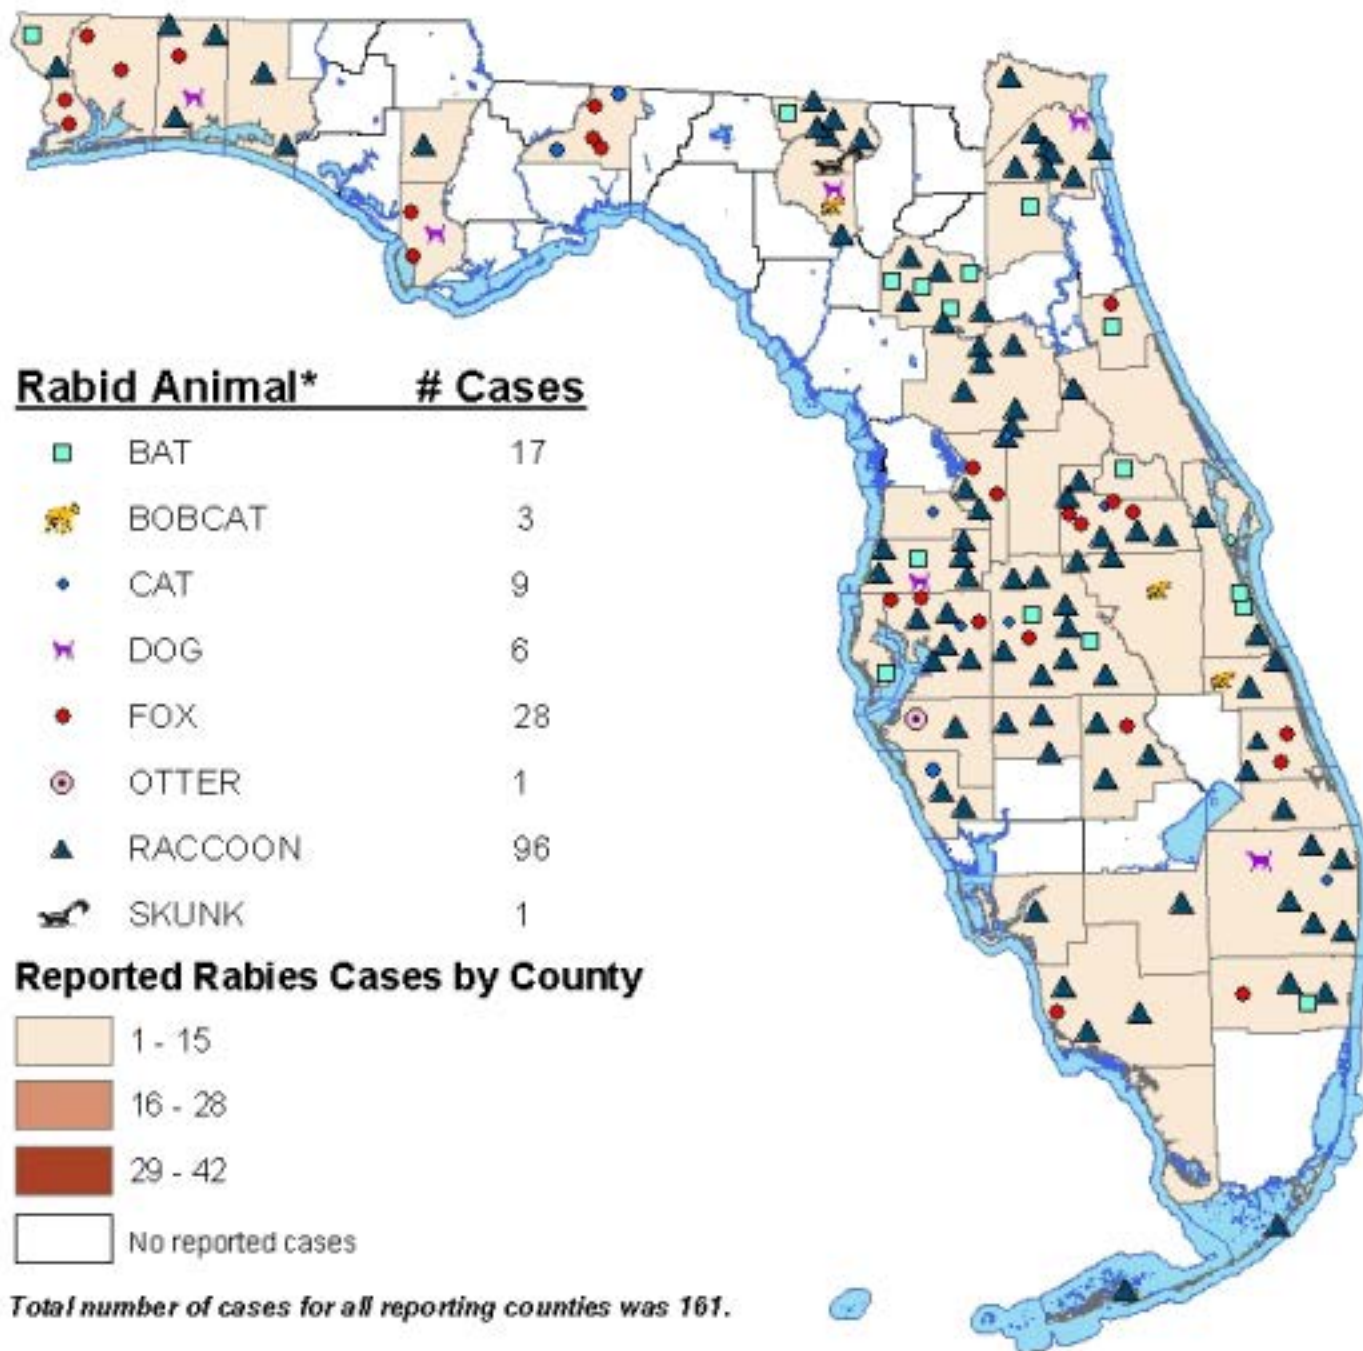 Rabid Animal* # Cases
BAT 17
BOBCAT 3
CAT 9
DOG 6
FOX 28
OTTER 1
RACCOON 96
SKUNK 1
Reported Rabies Cases by County
1 - 15
16 - 28
29 - 42
No reported cases
Total number of cases for all reporting counties was 161.